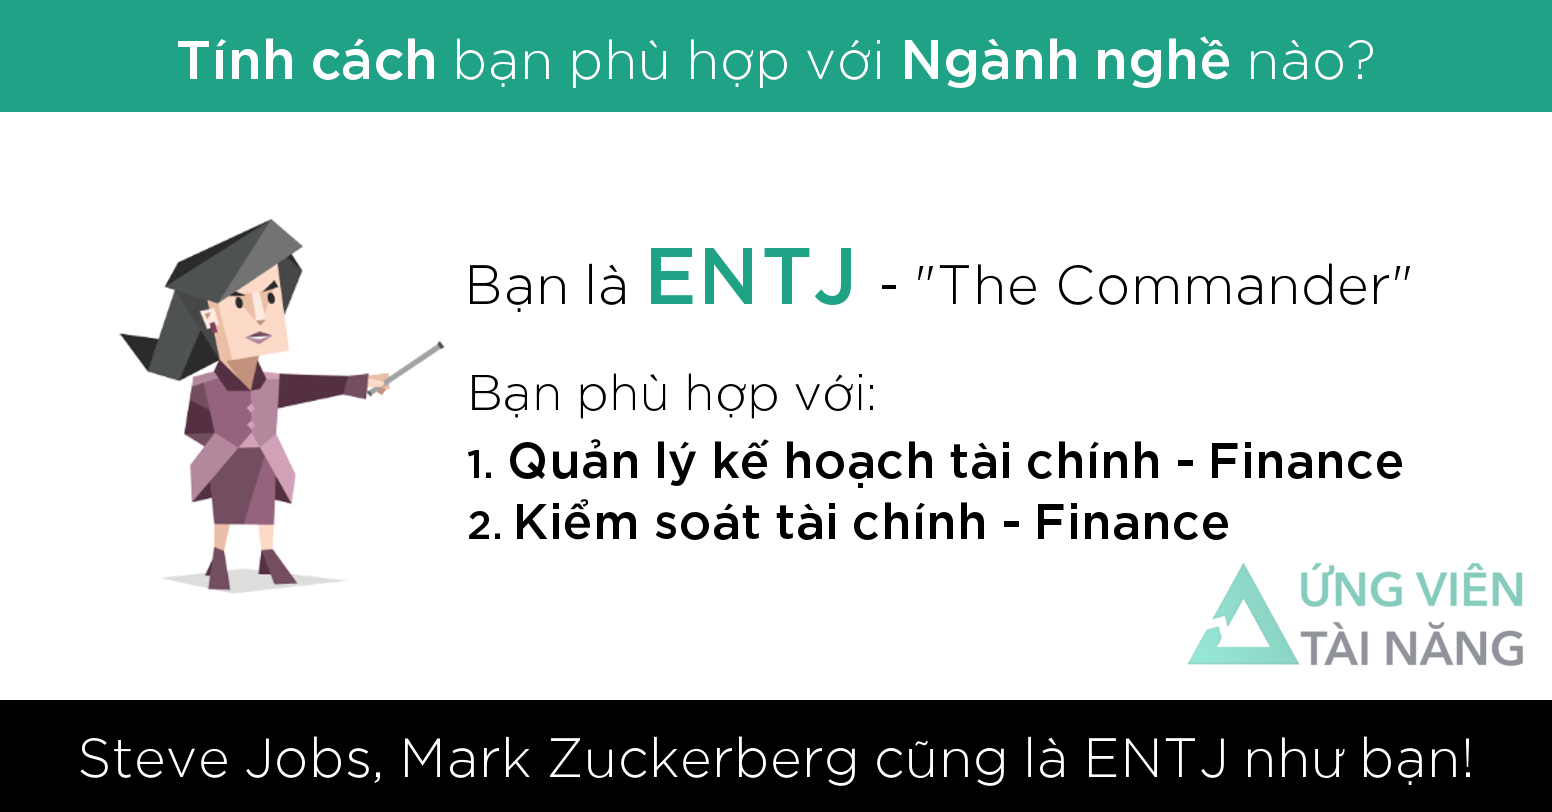 Tính cách bạn phù hợp với Ngành nghề nào?
Bạn là ENTJ - "The Commander"
Bạn phù hợp với:
1. Quản lý kế hoạch tài chính - Finance
2. Kiểm soát tài chính - Finance
ỨNG VIÊN
TÀI NĂNG
Steve Jobs, Mark Zuckerberg cũng là ENTJ như bạn!